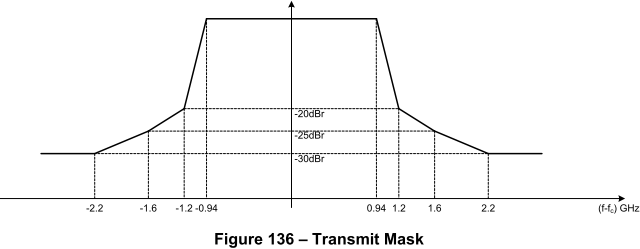 -20dBr
-25dBr
-30dBr
-2.2 -1.6 -1.2 -0.94 0.94 1.2 1.6 2.2 (f-fc) GHz
Figure 136 – Transmit Mask